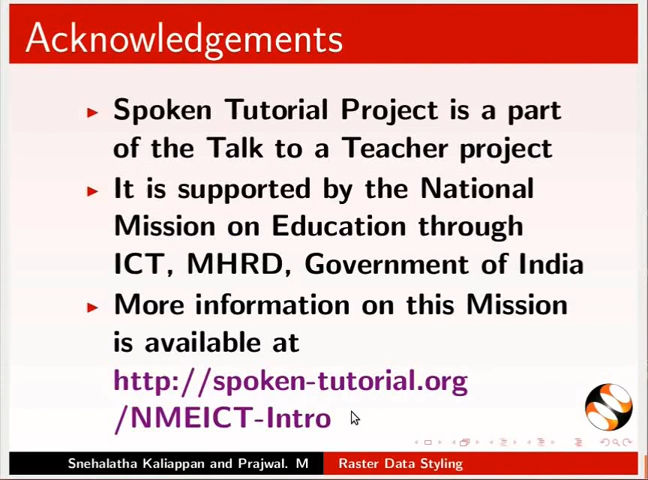 Acknowledgements
Spoken Tutorial Project is a part
of the Talk to a Teacher project
It is supported by the National
Mission on Education through
ICT, MHRD, Government of India
More information on this Mission
is available at
http://spoken-tutorial.org
/NMEICT-Intro
Snehalatha Kaliappan and Prajwal. M
Raster Data Styling